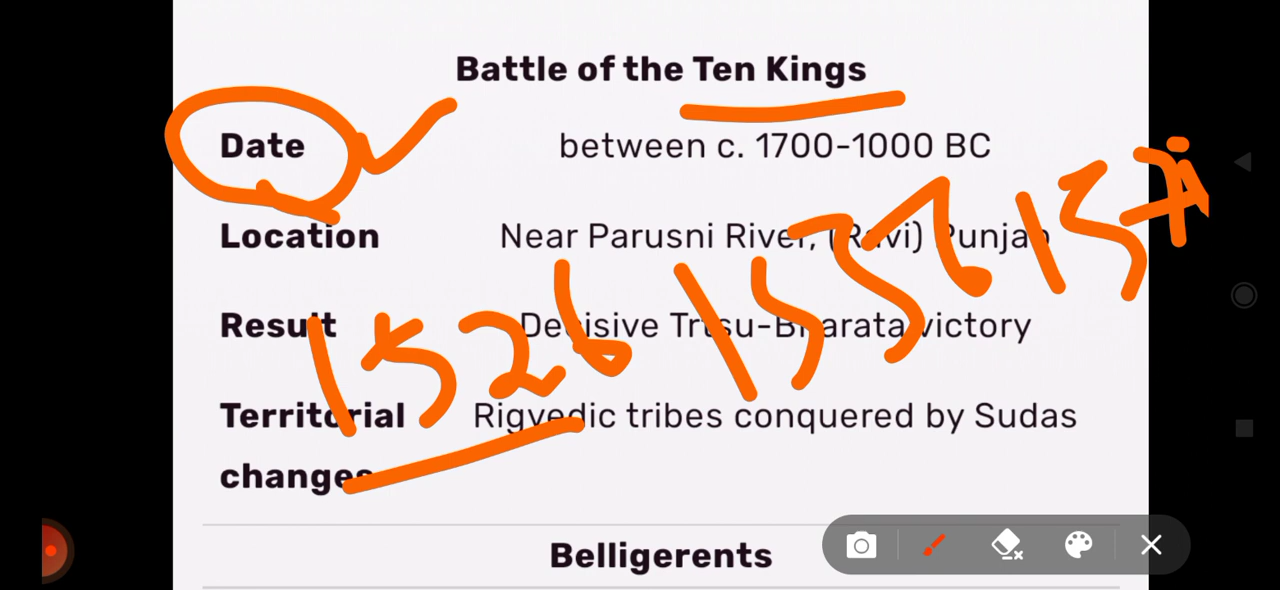 Battle of the Ten Kings
Date between c. 1700-1000 BC
Location Near Parusni River, (Ravi) Punjab
Result Decisive Trtsu-Bharata victory
Territorial changes Rigvedic tribes conquered by Sudas
1526 1556
Belligerents